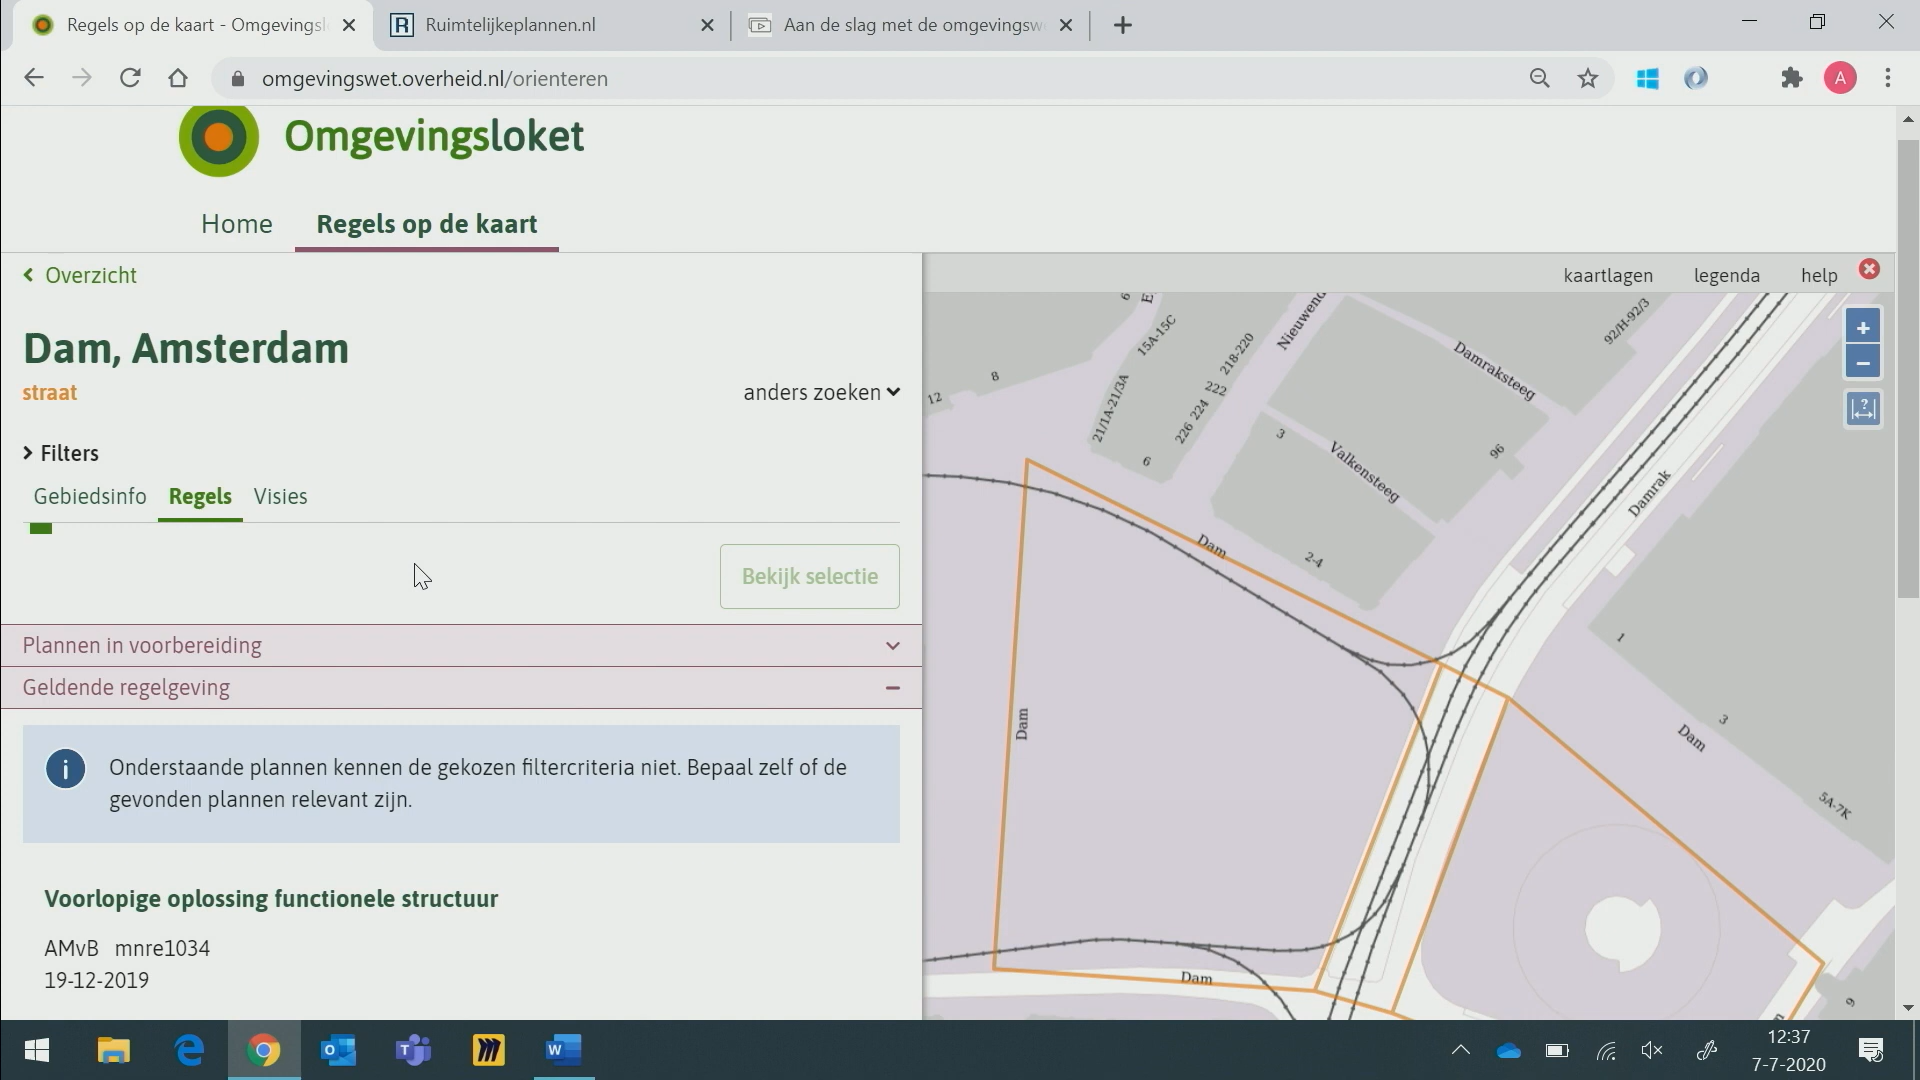 Regels op de kaart - Omgevingsl
Ruimtelijkeplannen.nl
Aan de slag met de omgevingsw
omgevingswet.overheid.nl/orienteren
A
Omgevingsloket
Home
Regels op de kaart
Overzicht
kaartlagen
legenda
help
Dam, Amsterdam
straat
anders zoeken
Filters
Gebiedsinfo
Regels
Visies
Bekijk selectie
Plannen in voorbereiding
Geldende regelgeving
i
Onderstaande plannen kennen de gekozen filtercriteria niet. Bepaal zelf of de
gevonden plannen relevant zijn.
Voorlopige oplossing functionele structuur
AMvB mnre1034
19-12-2019
6
E
15A-15C
218-220
Nieuwend
92/H-92/3
Damraksteeg
8
12
222
224
226
21/1A-21/3A
6
3
Valkensteeg
96
Damrak
Dam
2-4
1
Dam
3
Dam
5A-7K
Dam
9
12:37
7-7-2020